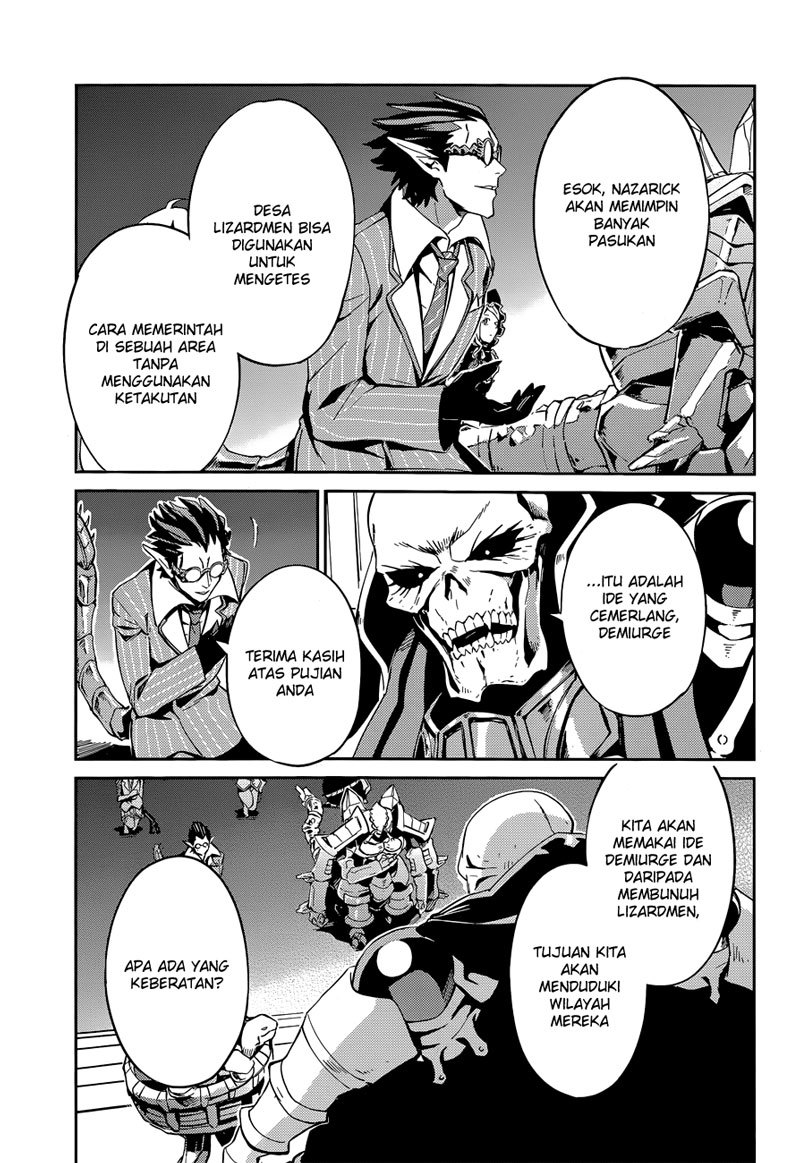 ESOK, NAZARICK
AKAN MEMIMPIN
BANYAK
PASUKAN
DESA
LIZARDMEN BISA
DIGUNAKAN
UNTUK
MENGETES
CARA MEMERINTAH
DI SEBUAH AREA
TANPA
MENGGUNAKAN
KETAKUTAN
...ITU ADALAH
IDE YANG
CEMERLANG,
DEMIURGE
TERIMA KASIH
ATAS PUJIAN
ANDA
KITA AKAN
MEMAKAI IDE
DEMIURGE DAN
DARIPADA
MEMBUNUH
LIZARDMEN,
TUJUAN KITA
AKAN
MENDUDUKI
WILAYAH
MEREKA
APA ADA YANG
KEBERATAN?